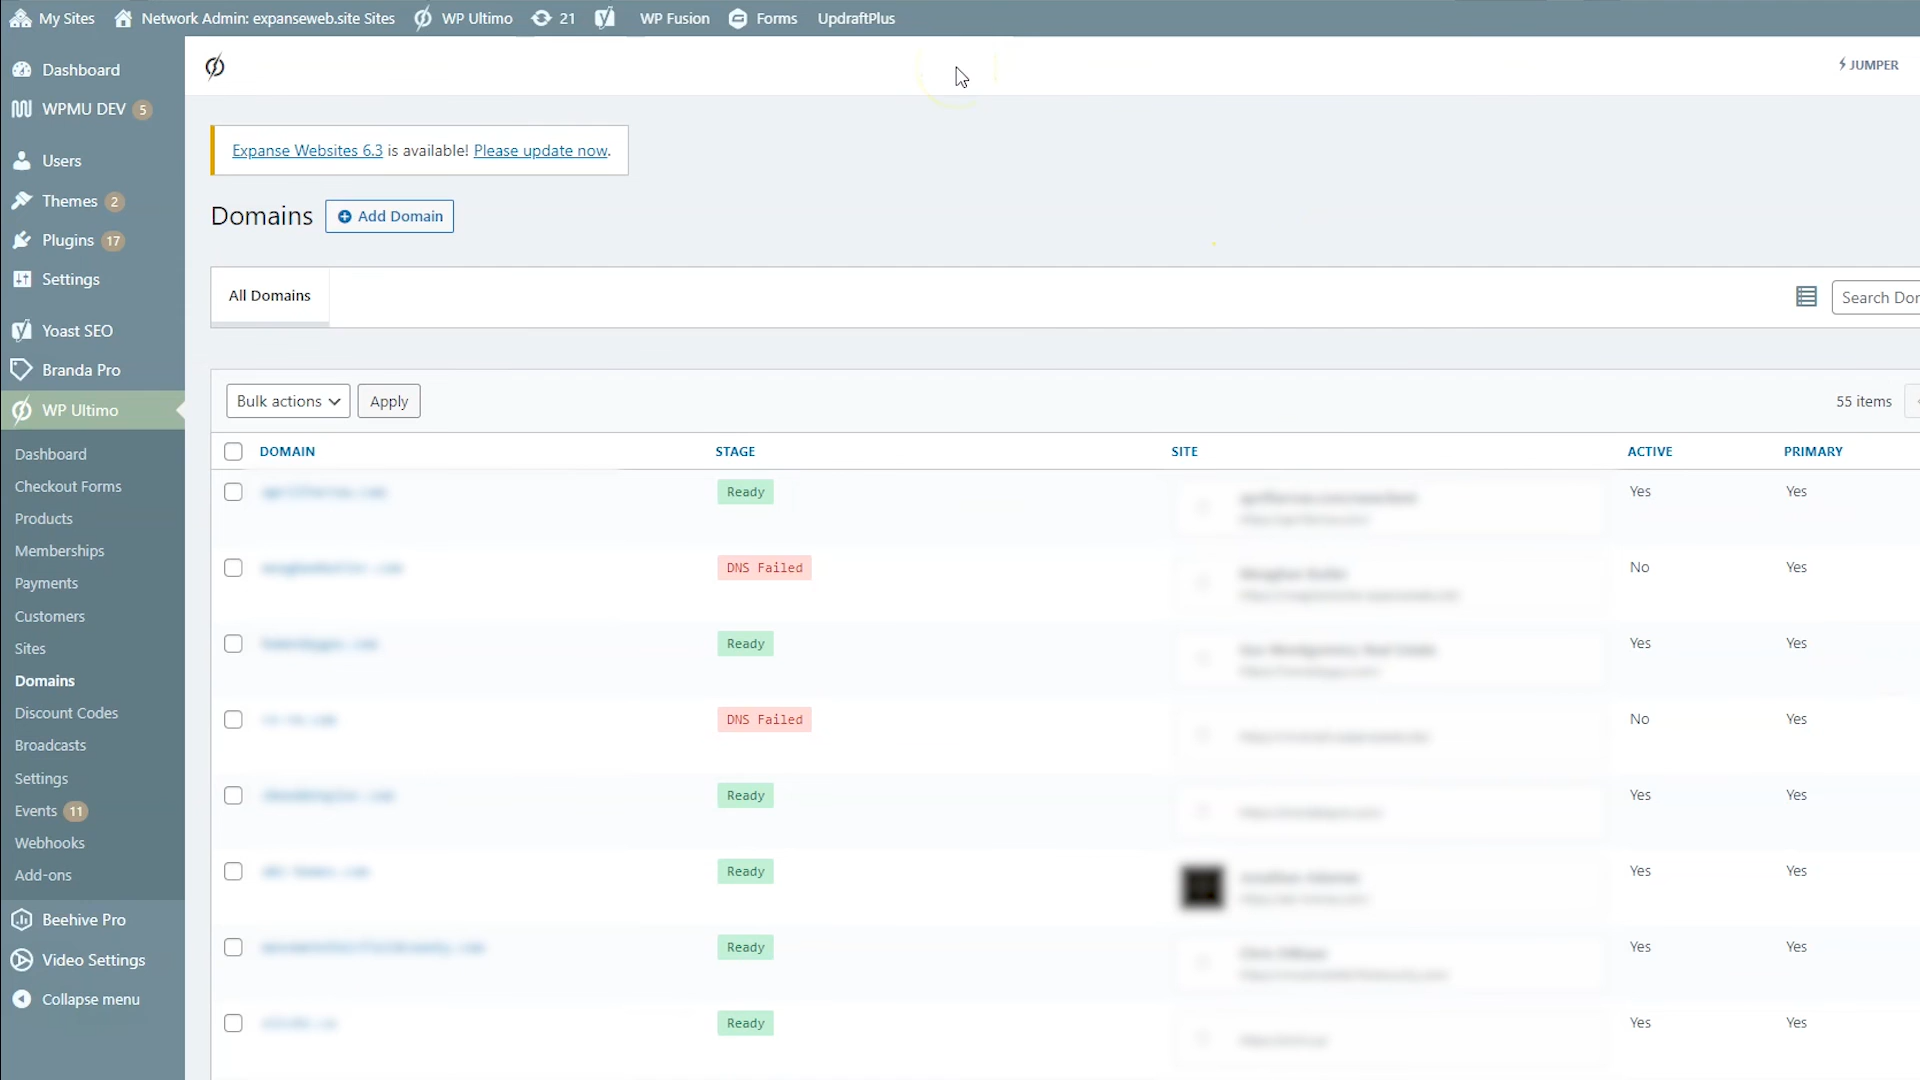 My Sites Network Admin: expanseweb.site Sites WP Ultimo 21 WP Fusion Forms UpdraftPlus
JUMPER
Dashboard
WPMU DEV 5
Users
Themes 2
Plugins 17
Settings
Yoast SEO
Branda Pro
WP Ultimo
Dashboard
Checkout Forms
Products
Memberships
Payments
Customers
Sites
Domains
Discount Codes
Broadcasts
Settings
Events 11
Webhooks
Add-ons
Beehive Pro
Video Settings
Collapse menu
Expanse Websites 6.3 is available! Please update now.
Domains Add Domain
All Domains
Search Dor
Bulk actions Apply
55 items
DOMAIN STAGE SITE ACTIVE PRIMARY
Ready Yes Yes
DNS Failed No Yes
Ready Yes Yes
DNS Failed No Yes
Ready Yes Yes
Ready Yes Yes
Ready Yes Yes
Ready Yes Yes